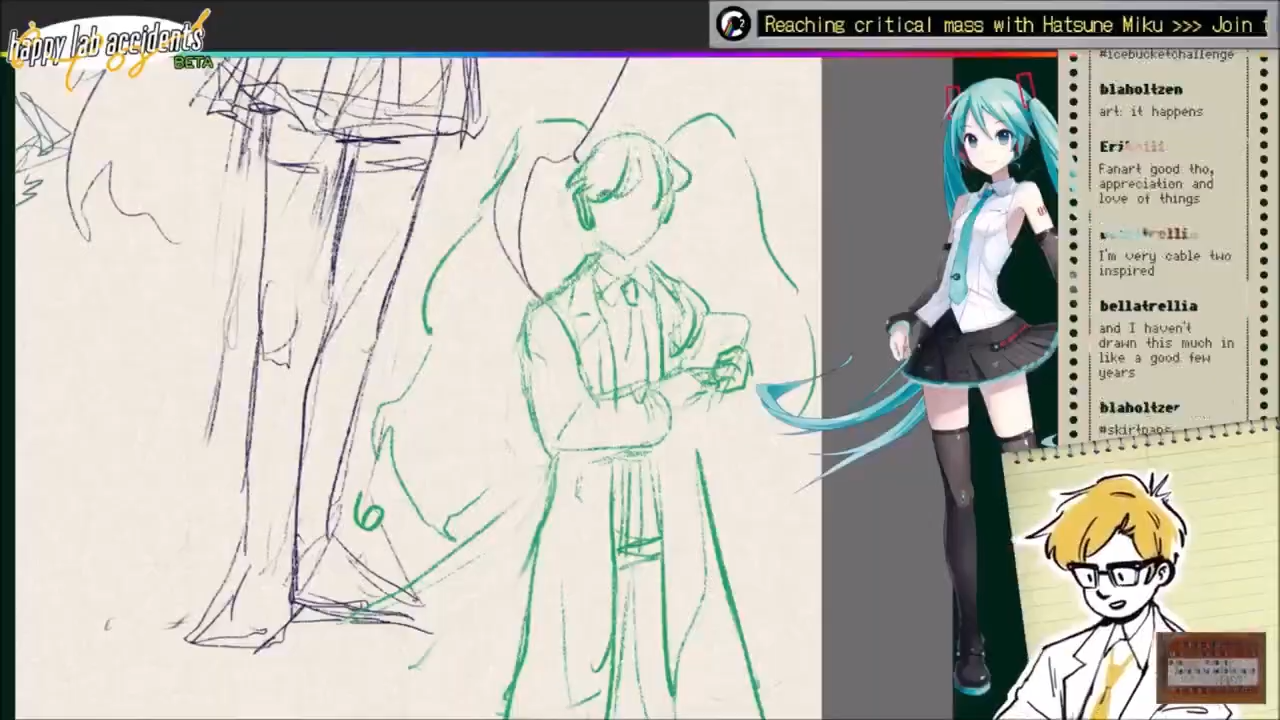 happy lab accidents
BETA
Reaching critical mass with Hatsune Miku >>> Join
#icebucketchallenge
blaholtzen
art: it happens
Fanart good tho,
appreciation and
love of things
I'm very cable two
inspired
bellatrellia
and I haven't
drawn this much in
like a good few
years
blaholtzer
#skirtgaps
6